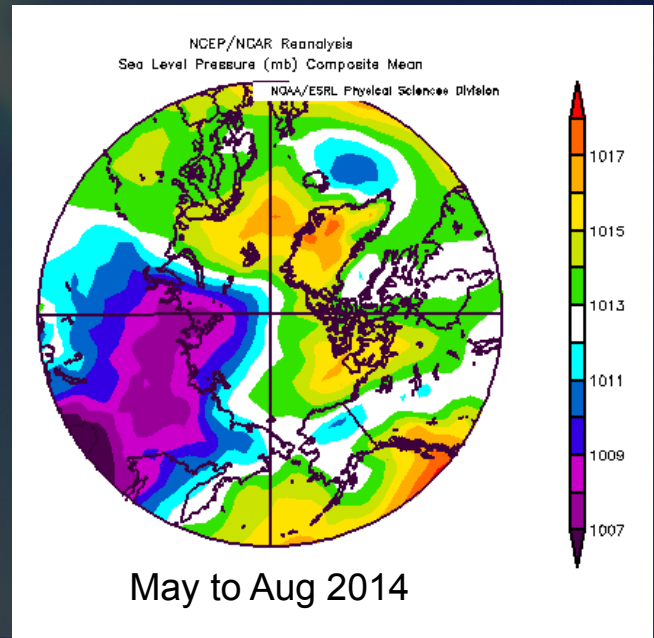 NCEP/NCAR Reanalysis
Sea Level Pressure (mb) Composite Mean
NOAA/ESRL Physical Sciences Division
1017
1015
1013
1011
1009
1007
May to Aug 2014